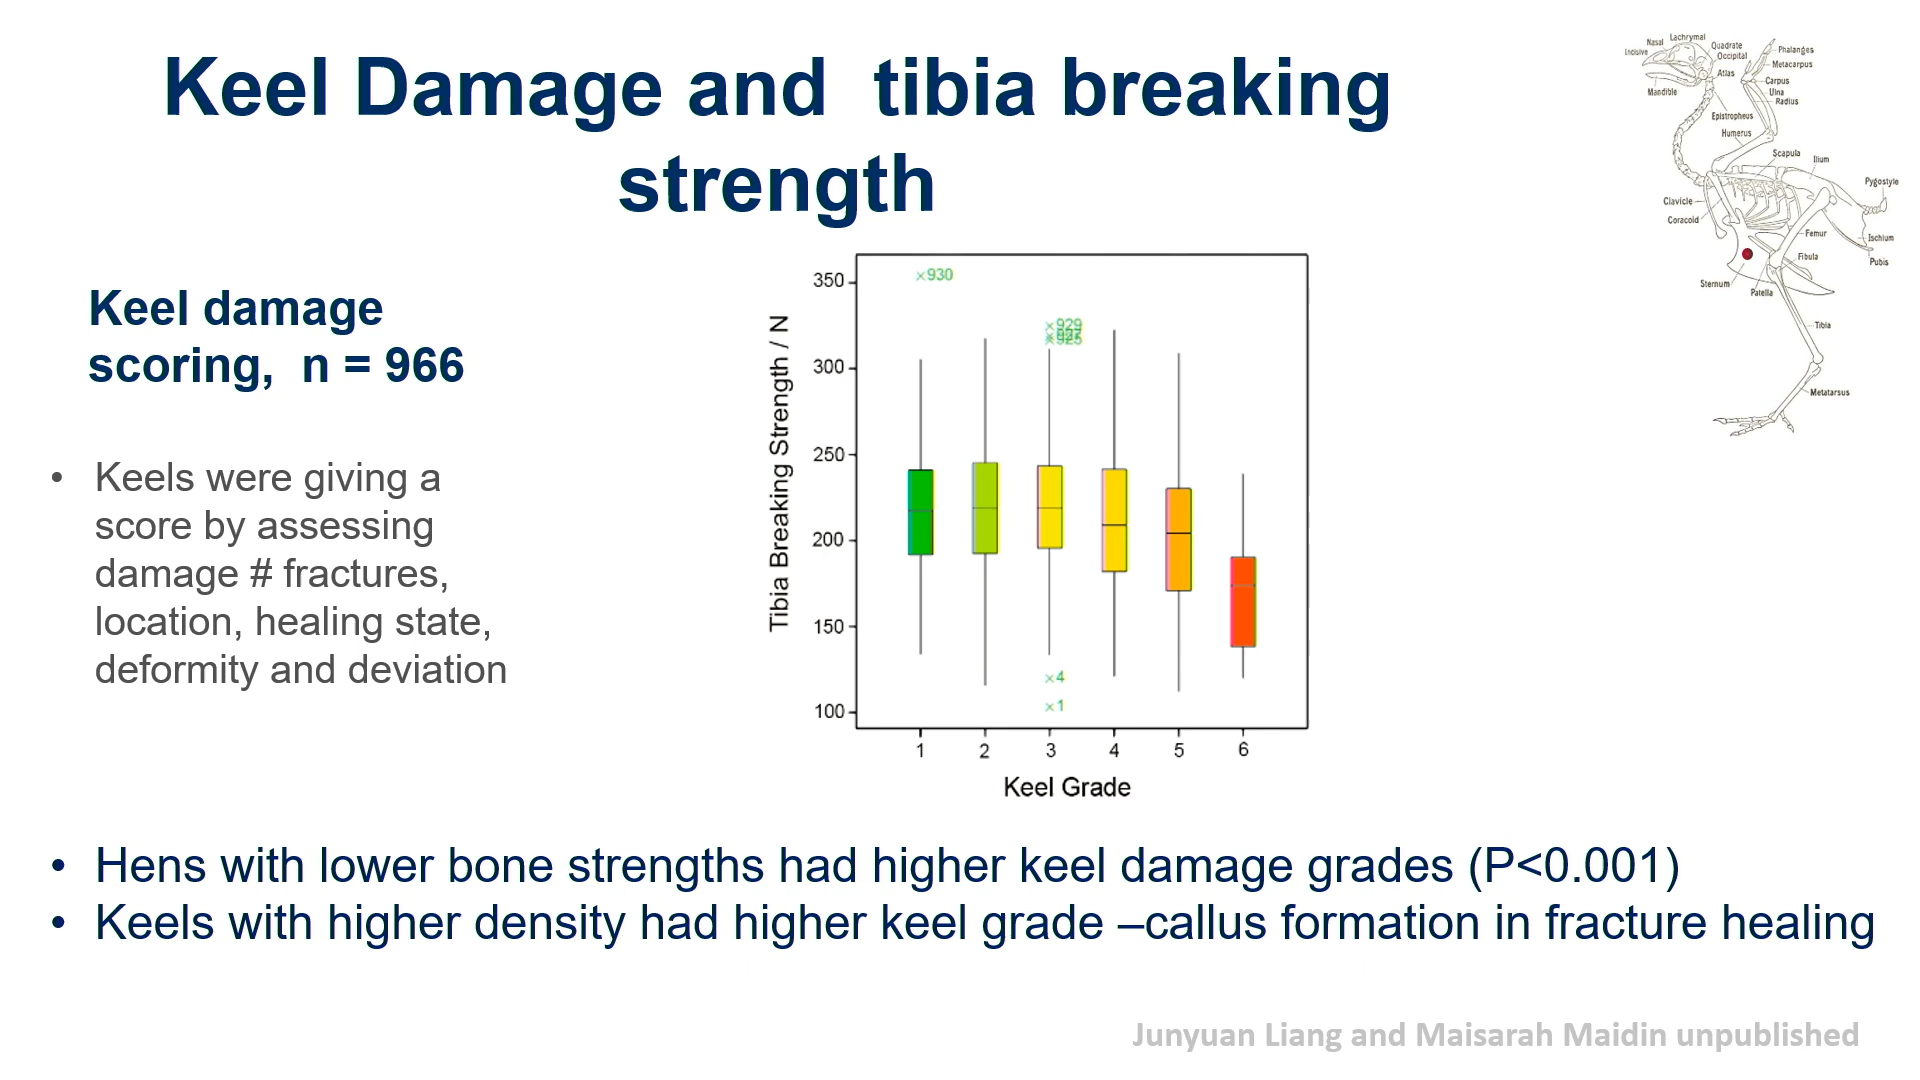 Keel Damage and  tibia breaking
strength
Keel damage
scoring,  n = 966
• Keels were giving a
score by assessing
damage # fractures,
location, healing state,
deformity and deviation
Tibia Breaking Strength / N
350
300
250
200
150
100
×930
×929
×925
×4
×1
1 2 3 4 5 6
Keel Grade
Nasal
Lachrymal
Incisive
Quadrate
Occipital
Atlas
Mandible
Phalanges
Metacarpus
Carpus
Ulna
Radius
Epistropheus
Humerus
Scapula
Ilium
Pygostyle
Clavicle
Coracoid
Femur
Ischium
Fibula
Pubis
Sternum
Patella
Tibia
Metatarsus
• Hens with lower bone strengths had higher keel damage grades (P<0.001)
• Keels with higher density had higher keel grade –callus formation in fracture healing
Junyuan Liang and Maisarah Maidin unpublished